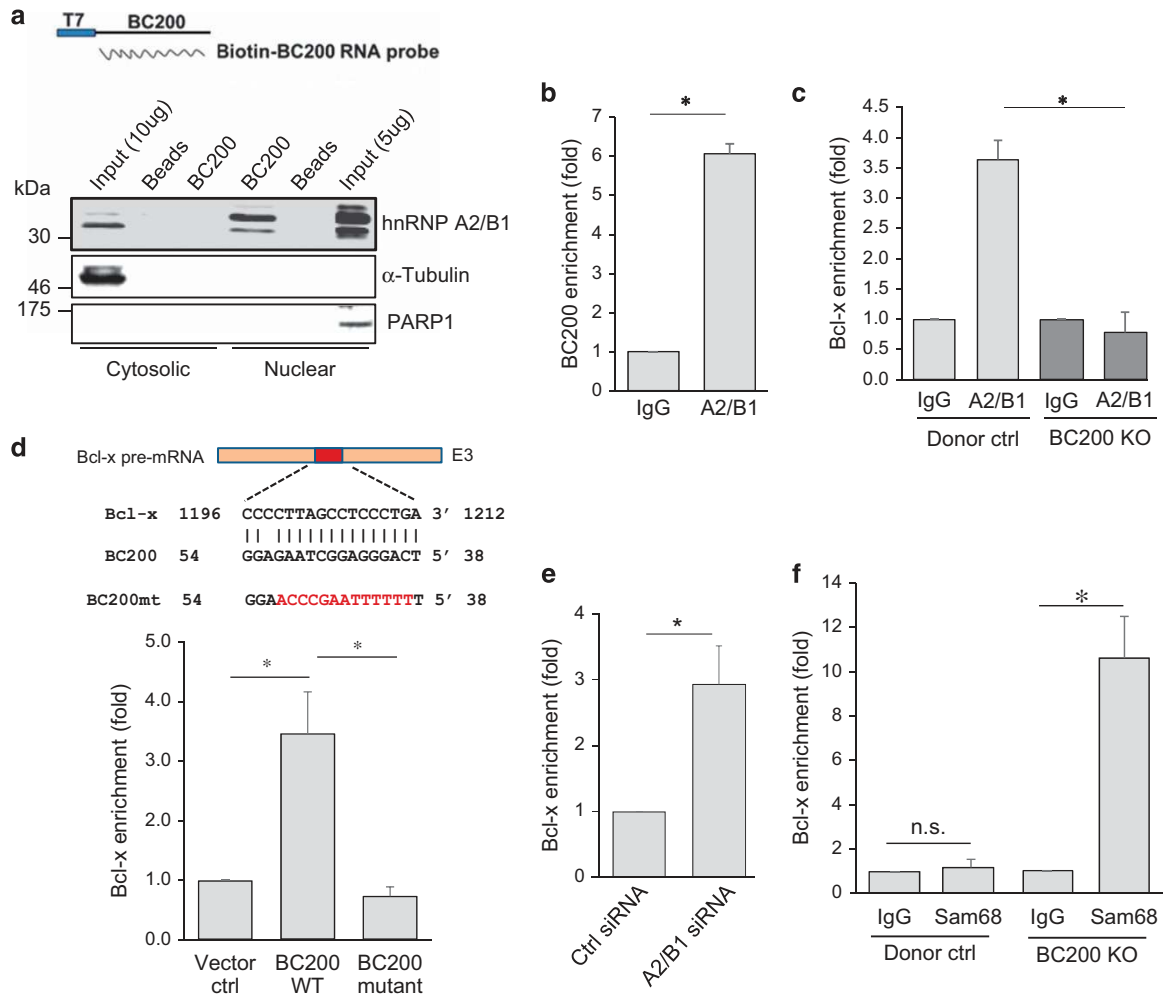 a
T7 BC200
Biotin-BC200 RNA probe
Input (10ug) Beads BC200 BC200 Beads Input (5ug)
kDa
30 hnRNP A2/B1
46 α-Tubulin
175 PARP1
Cytosolic Nuclear
b
*
BC200 enrichment (fold)
7
6
5
4
3
2
1
0
IgG A2/B1
c
*
Bcl-x enrichment (fold)
4.5
4.0
3.5
3.0
2.5
2.0
1.5
1.0
0.5
0.0
IgG A2/B1 IgG A2/B1
Donor ctrl BC200 KO
d
Bcl-x pre-mRNA E3
Bcl-x 1196 CCCCTTAGCCTCCCTGA 3′ 1212
BC200 54 GGAGAATCGGAGGGACT 5′ 38
BC200mt 54 GGAACCCGAATTTTTTT 5′ 38
* *
Bcl-x enrichment (fold)
5.0
4.0
3.0
2.0
1.0
0.0
Vector BC200 BC200
ctrl WT mutant
e
*
Bcl-x enrichment (fold)
4
3
2
1
0
Ctrl siRNA A2/B1 siRNA
f
*
n.s.
Bcl-x enrichment (fold)
14
12
10
8
6
4
2
0
IgG Sam68 IgG Sam68
Donor ctrl BC200 KO